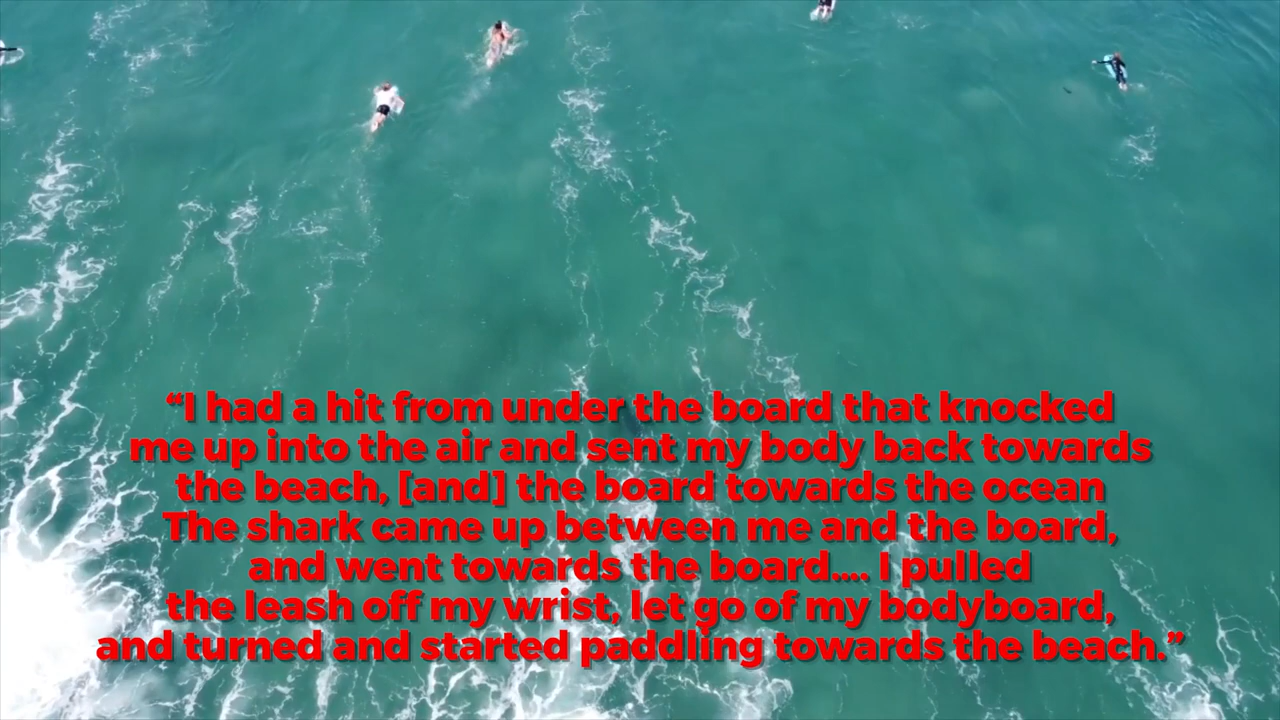 “I had a hit from under the board that knocked
me up into the air and sent my body back towards
the beach, [and] the board towards the ocean
The shark came up between me and the board,
and went towards the board.... I pulled
the leash off my wrist, let go of my bodyboard,
and turned and started paddling towards the beach.”